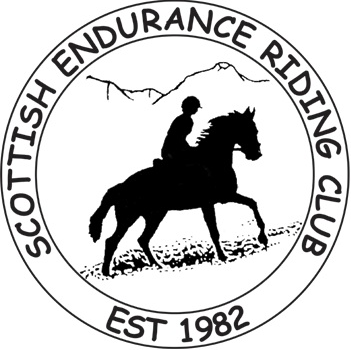 SCOTTISH ENDURANCE RIDING CLUB
EST 1982